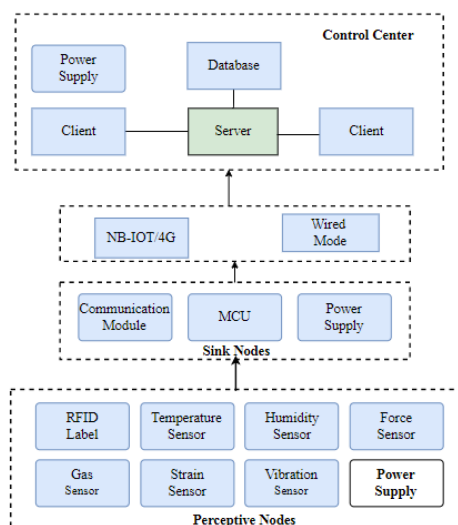 Control Center
Power
Supply
Database
Client
Server
Client
NB-IOT/4G
Wired
Mode
Communication
Module
MCU
Power
Supply
Sink Nodes
RFID
Label
Temperature
Sensor
Humidity
Sensor
Force
Sensor
Gas
Sensor
Strain
Sensor
Vibration
Sensor
Power
Supply
Perceptive Nodes